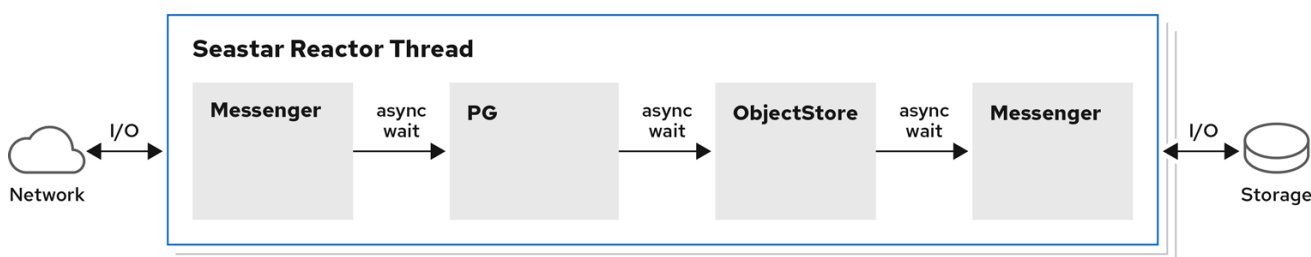 Seastar Reactor Thread
Messenger
async
wait
PG
async
wait
ObjectStore
async
wait
Messenger
I/O
Network
I/O
Storage